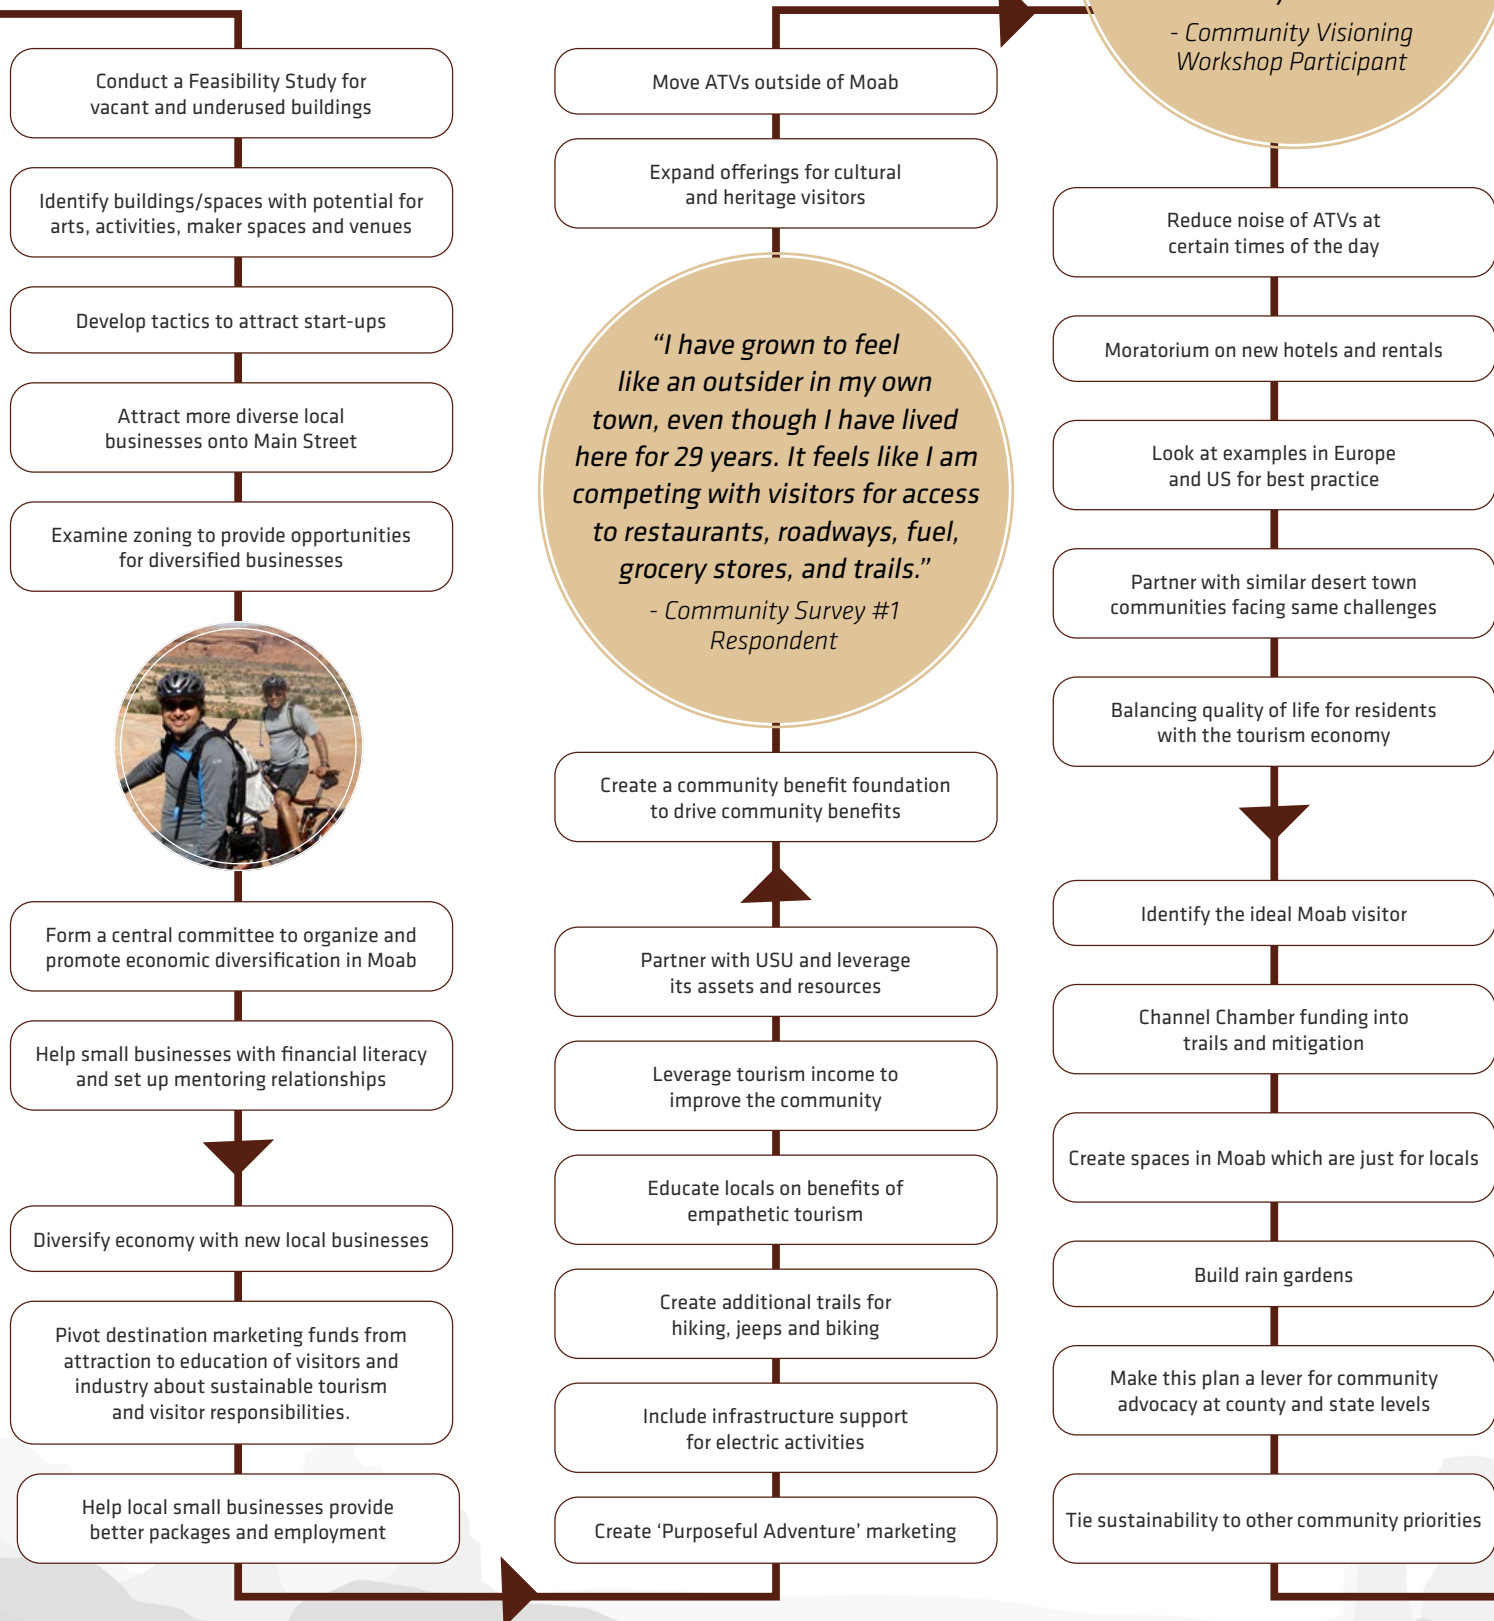 Conduct a Feasibility Study for
vacant and underused buildings
Identify buildings/spaces with potential for
arts, activities, maker spaces and venues
Develop tactics to attract start-ups
Attract more diverse local
businesses onto Main Street
Examine zoning to provide opportunities
for diversified businesses
Form a central committee to organize and
promote economic diversification in Moab
Help small businesses with financial literacy
and set up mentoring relationships
Diversify economy with new local businesses
Pivot destination marketing funds from
attraction to education of visitors and
industry about sustainable tourism
and visitor responsibilities.
Help local small businesses provide
better packages and employment
Move ATVs outside of Moab
Expand offerings for cultural
and heritage visitors
“I have grown to feel
like an outsider in my own
town, even though I have lived
here for 29 years. It feels like I am
competing with visitors for access
to restaurants, roadways, fuel,
grocery stores, and trails.”
- Community Survey #1
Respondent
Create a community benefit foundation
to drive community benefits
Partner with USU and leverage
its assets and resources
Leverage tourism income to
improve the community
Educate locals on benefits of
empathetic tourism
Create additional trails for
hiking, jeeps and biking
Include infrastructure support
for electric activities
Create ‘Purposeful Adventure’ marketing
- Community Visioning
Workshop Participant
Reduce noise of ATVs at
certain times of the day
Moratorium on new hotels and rentals
Look at examples in Europe
and US for best practice
Partner with similar desert town
communities facing same challenges
Balancing quality of life for residents
with the tourism economy
Identify the ideal Moab visitor
Channel Chamber funding into
trails and mitigation
Create spaces in Moab which are just for locals
Build rain gardens
Make this plan a lever for community
advocacy at county and state levels
Tie sustainability to other community priorities